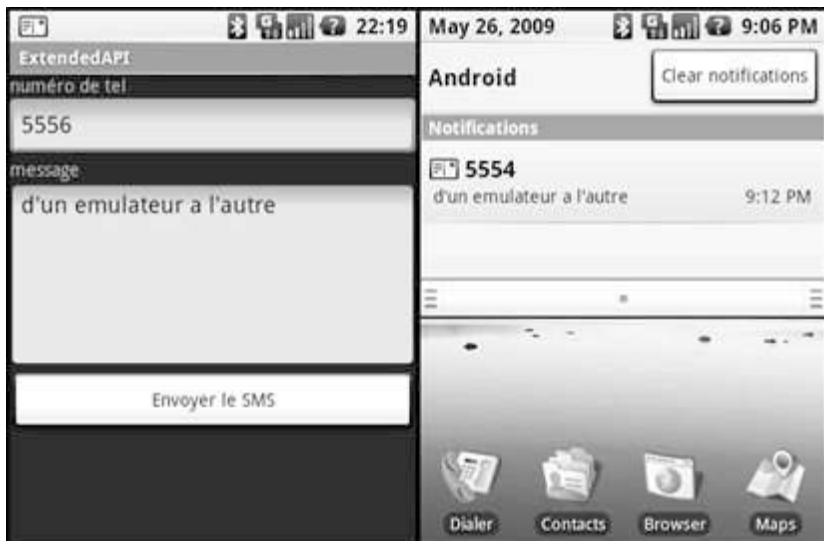 22:19
ExtendedAPI
numéro de tel
5556
message
d'un emulateur a l'autre
Envoyer le SMS
May 26, 2009
9:06 PM
Android
Clear notifications
Notifications
5554
d'un emulateur a l'autre
9:12 PM
Dialer
Contacts
Browser
Maps